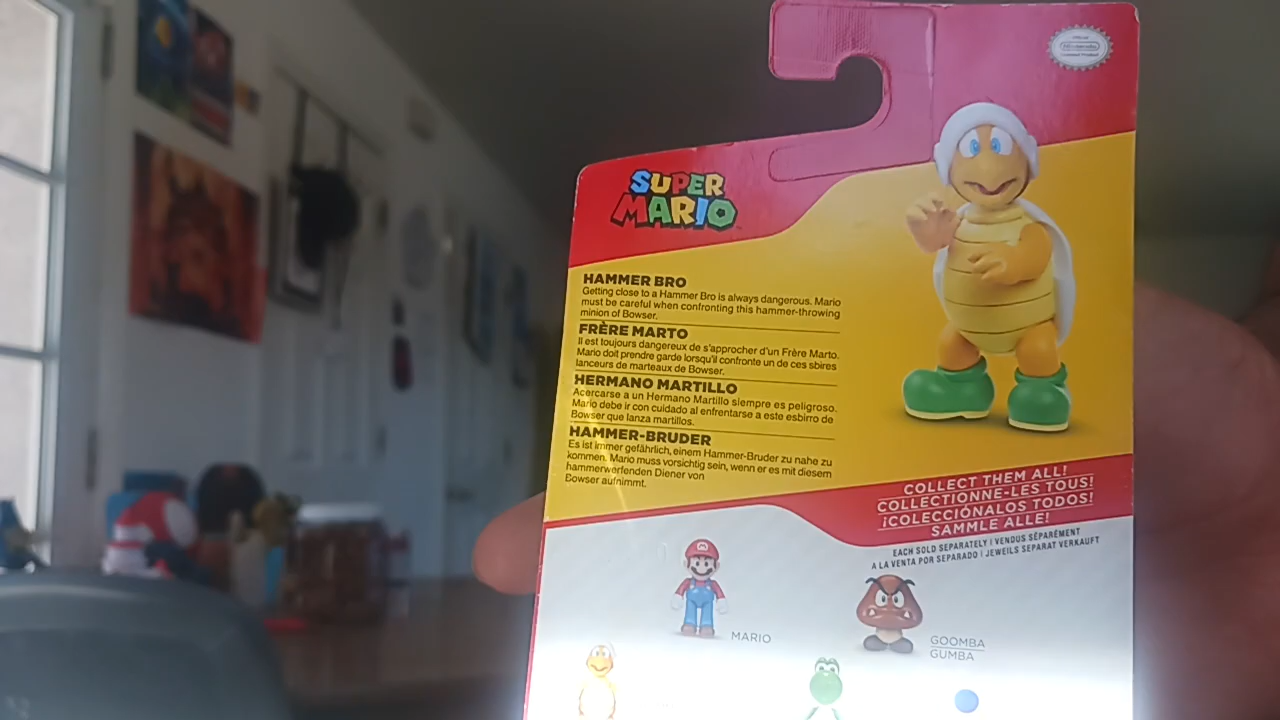 Nintendo
SUPER
MARIO
HAMMER BRO
Getting close to a Hammer Bro is always dangerous. Mario
must be careful when confronting this hammer-throwing
minion of Bowser.
FRÈRE MARTO
Il est toujours dangereux de s'approcher d'un Frère Marto.
Mario doit prendre garde lorsqu'il confronte un de ces sbires
lanceurs de marteaux de Bowser.
HERMANO MARTILLO
Acercarse a un Hermano Martillo siempre es peligroso.
Mario debe ir con cuidado al enfrentarse a este esbirro de
Bowser que lanza martillos.
HAMMER-BRUDER
Es ist immer gefährlich, einem Hammer-Bruder zu nahe zu
kommen. Mario muss vorsichtig sein, wenn er es mit diesem
hammerwerfenden Diener von
Bowser aufnimmt.
COLLECT THEM ALL!
COLLECTIONNE-LES TOUS!
¡COLECCIÓNALOS TODOS!
SAMMLE ALLE!
EACH SOLD SEPARATELY | VENDUS SÉPARÉMENT
A LA VENTA POR SEPARADO | JEWEILS SEPARAT VERKAUFT
MARIO
GOOMBA
GUMBA